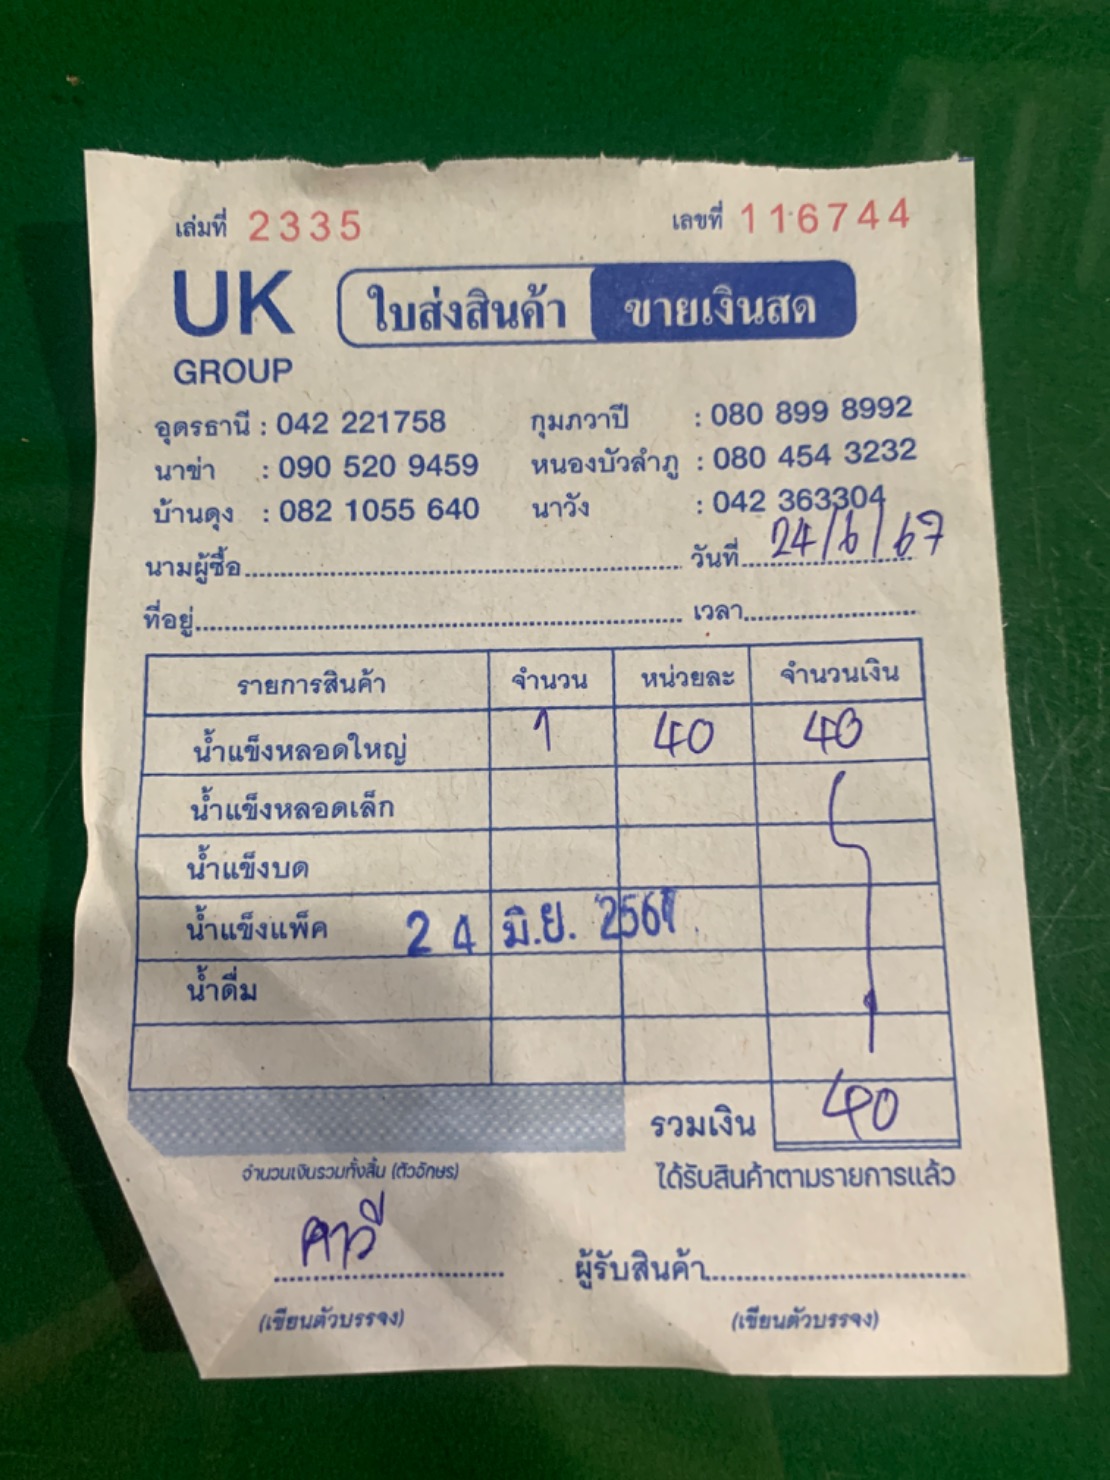 เล่มที่ 2335 เลขที่ 116744
UK ใบส่งสินค้า ขายเงินสด
GROUP
อุดรธานี : 042 221758 กุมภวาปี : 080 899 8992
นาข่า : 090 520 9459 หนองบัวลำภู : 080 454 3232
บ้านดุง : 082 1055 640 นาวัง : 042 363304
นามผู้ซื้อ วันที่ 24/6/67
ที่อยู่ เวลา
รายการสินค้า จำนวน หน่วยละ จำนวนเงิน
น้ำแข็งหลอดใหญ่ 1 40 40
น้ำแข็งหลอดเล็ก
น้ำแข็งบด
น้ำแข็งแพ็ค 24 มิ.ย. 2567
น้ำดื่ม
รวมเงิน 40
จำนวนเงินรวมทั้งสิ้น (ตัวอักษร) ได้รับสินค้าตามรายการแล้ว
ผู้รับสินค้า
(เขียนตัวบรรจง) (เขียนตัวบรรจง)